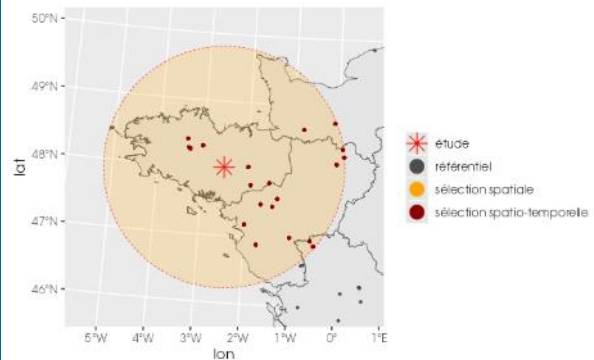 50°N
49°N
48°N
47°N
46°N
lat
5°W 4°W 3°W 2°W 1°W 0° 1°E
lon
étude
référentiel
sélection spatiale
sélection spatio-temporelle